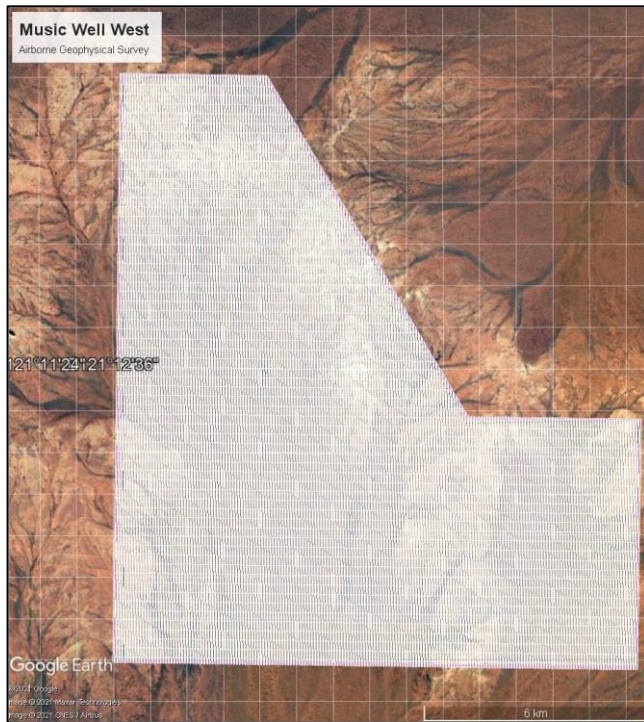 Music Well West
Airborne Geophysical Survey
121°11'24"121°12'36"
Google Earth
©2021 Google
Image © 2021 Maxar Technologies
Image © 2021 CNES / Airbus
6 km